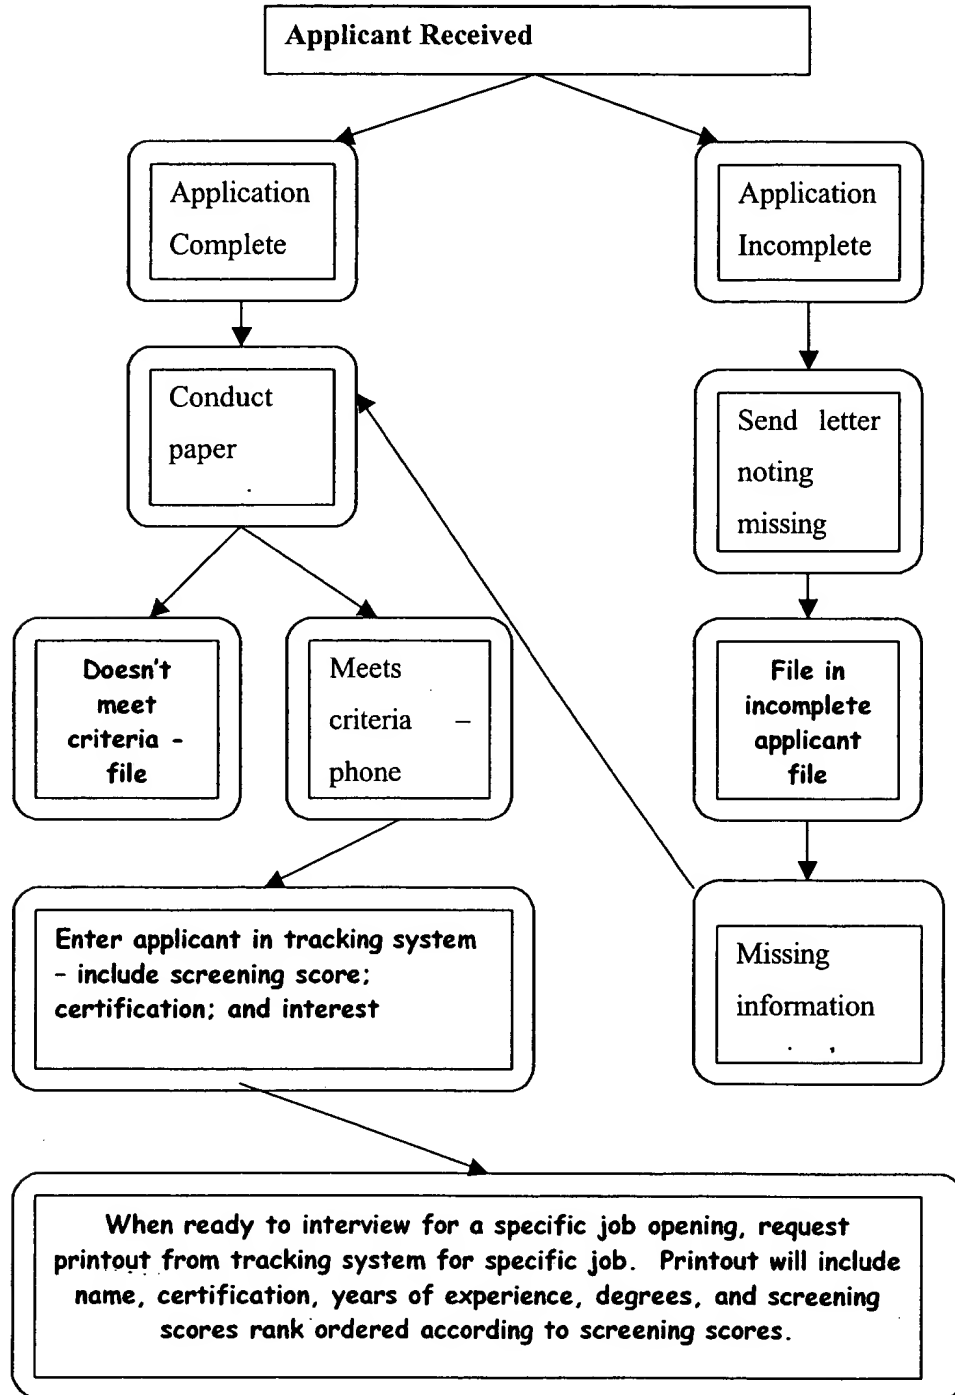 Applicant Received
Application
Complete
Application
Incomplete
Conduct
paper
Send letter
noting
missing
Doesn't
meet
criteria -
file
Meets
criteria –
phone
File in
incomplete
applicant
file
Enter applicant in tracking system
- include screening score;
certification; and interest
Missing
information
When ready to interview for a specific job opening, request
printout from tracking system for specific job. Printout will include
name, certification, years of experience, degrees, and screening
scores rank ordered according to screening scores.